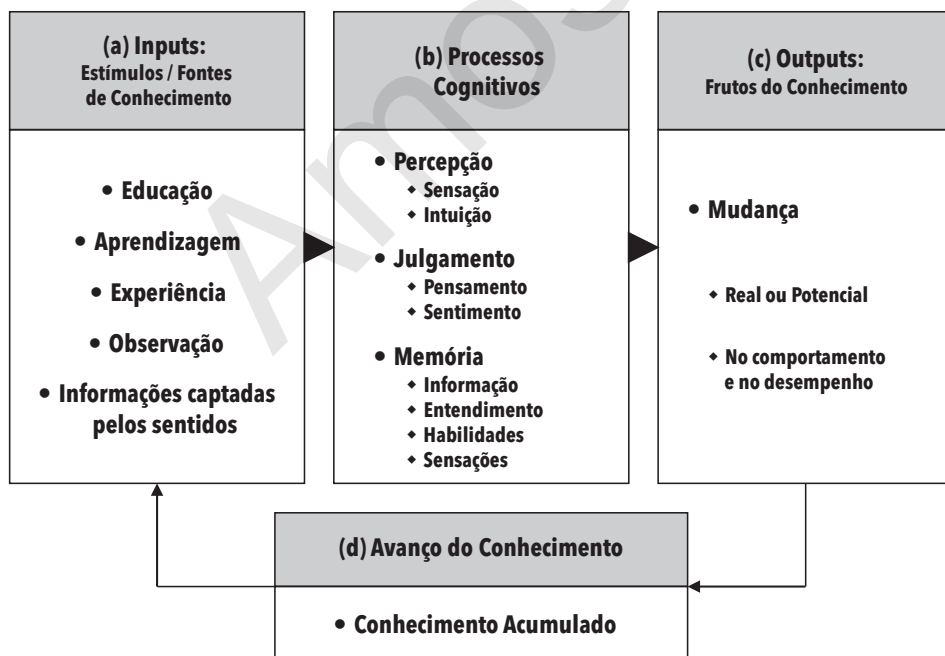 (a) Inputs:
Estímulos / Fontes
de Conhecimento
• Educação
• Aprendizagem
• Experiência
• Observação
• Informações captadas
pelos sentidos
(b) Processos
Cognitivos
• Percepção
◆ Sensação
◆ Intuição
• Julgamento
◆ Pensamento
◆ Sentimento
• Memória
◆ Informação
◆ Entendimento
◆ Habilidades
◆ Sensações
(c) Outputs:
Frutos do Conhecimento
• Mudança
◆ Real ou Potencial
◆ No comportamento
e no desempenho
(d) Avanço do Conhecimento
• Conhecimento Acumulado